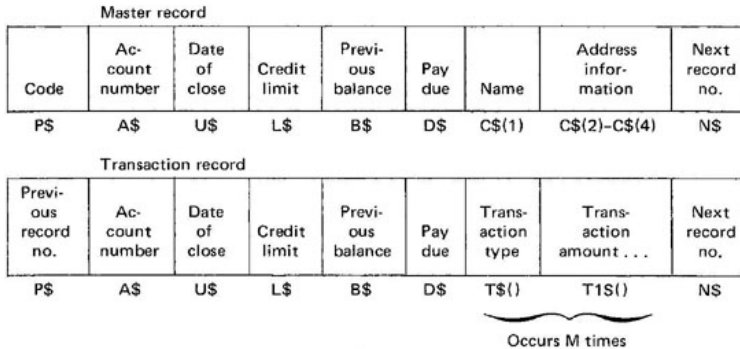 Master record
Code
Ac-
count
number
Date
of
close
Credit
limit
Previ-
ous
balance
Pay
due
Name
Address
infor-
mation
Next
record
no.
P$ A$ U$ L$ B$ D$ C$(1) C$(2)–C$(4) N$
Transaction record
Previ-
ous
record
no.
Ac-
count
number
Date
of
close
Credit
limit
Previ-
ous
balance
Pay
due
Trans-
action
type
Trans-
action
amount . . .
Next
record
no.
P$ A$ U$ L$ B$ D$ T$() T1S() N$
Occurs M times